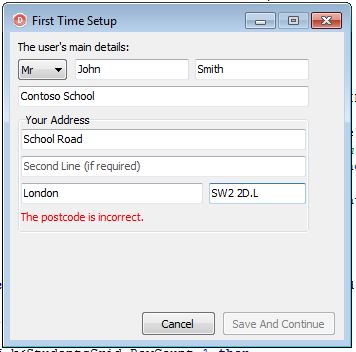 First Time Setup
The user's main details:
Mr John Smith
Contoso School
Your Address
School Road
Second Line (if required)
London SW2 2D.L
The postcode is incorrect.
Cancel Save And Continue